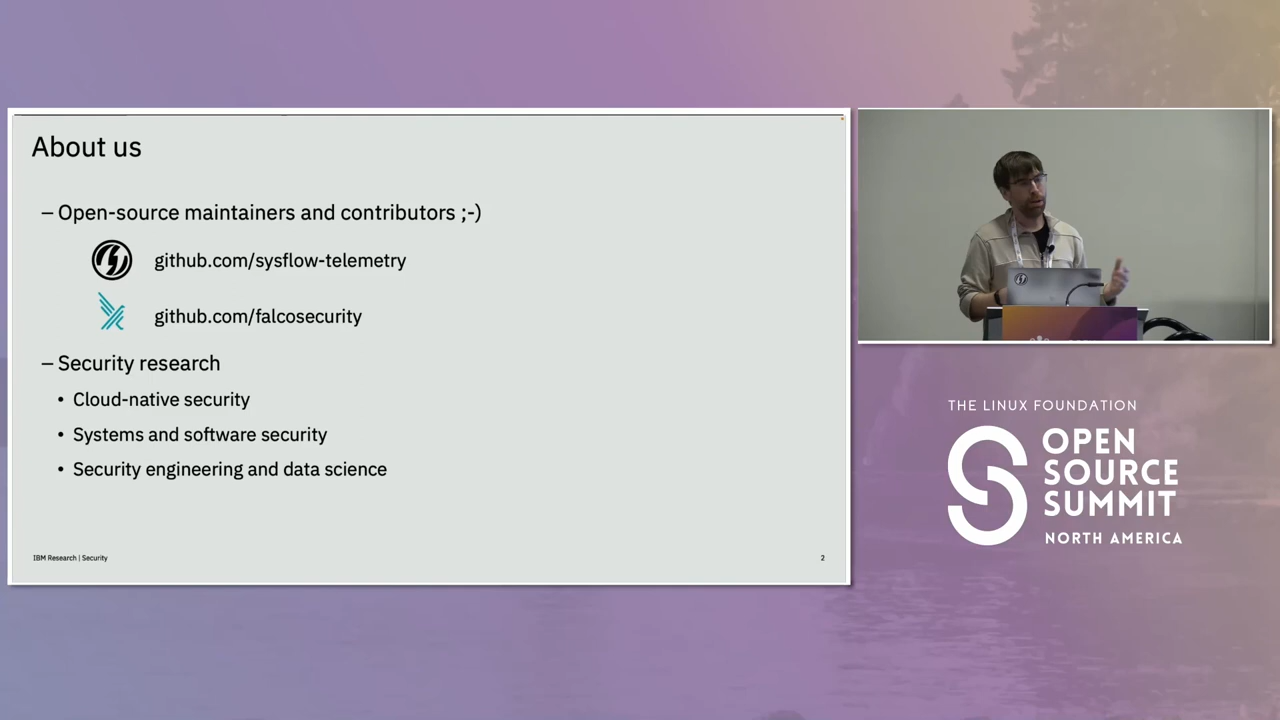 About us
– Open-source maintainers and contributors ;-)
github.com/sysflow-telemetry
github.com/falcosecurity
– Security research
• Cloud-native security
• Systems and software security
• Security engineering and data science
IBM Research | Security
2
THE LINUX FOUNDATION
OPEN
SOURCE
SUMMIT
NORTH AMERICA